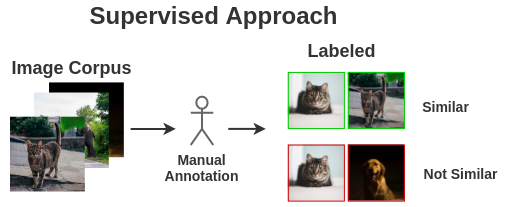 Supervised Approach
Labeled
Image Corpus
Similar
Manual
Annotation
Not Similar